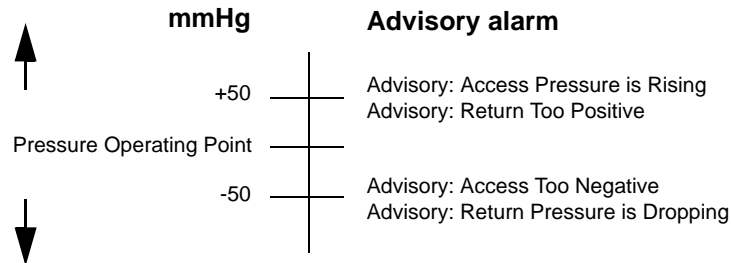 mmHg Advisory alarm
+50 Advisory: Access Pressure is Rising
Advisory: Return Too Positive
Pressure Operating Point
-50 Advisory: Access Too Negative
Advisory: Return Pressure is Dropping